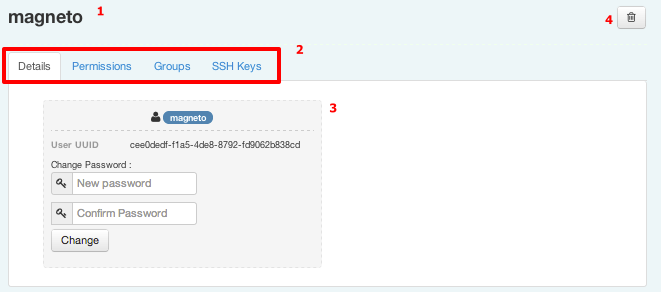 magneto 1
4
2
Details Permissions Groups SSH Keys
3
magneto
User UUID cee0dedf-f1a5-4de8-8792-fd9062b838cd
Change Password :
New password
Confirm Password
Change